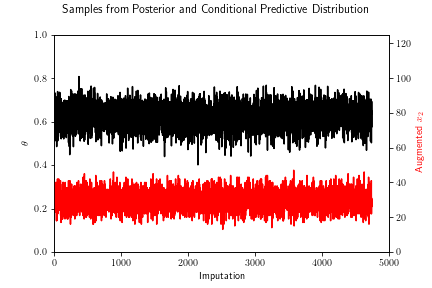 Samples from Posterior and Conditional Predictive Distribution
1.0
0.8
0.6
0.4
0.2
0.0
θ
120
100
80
60
40
20
0
Augmented x₂
0 1000 2000 3000 4000 5000
Imputation